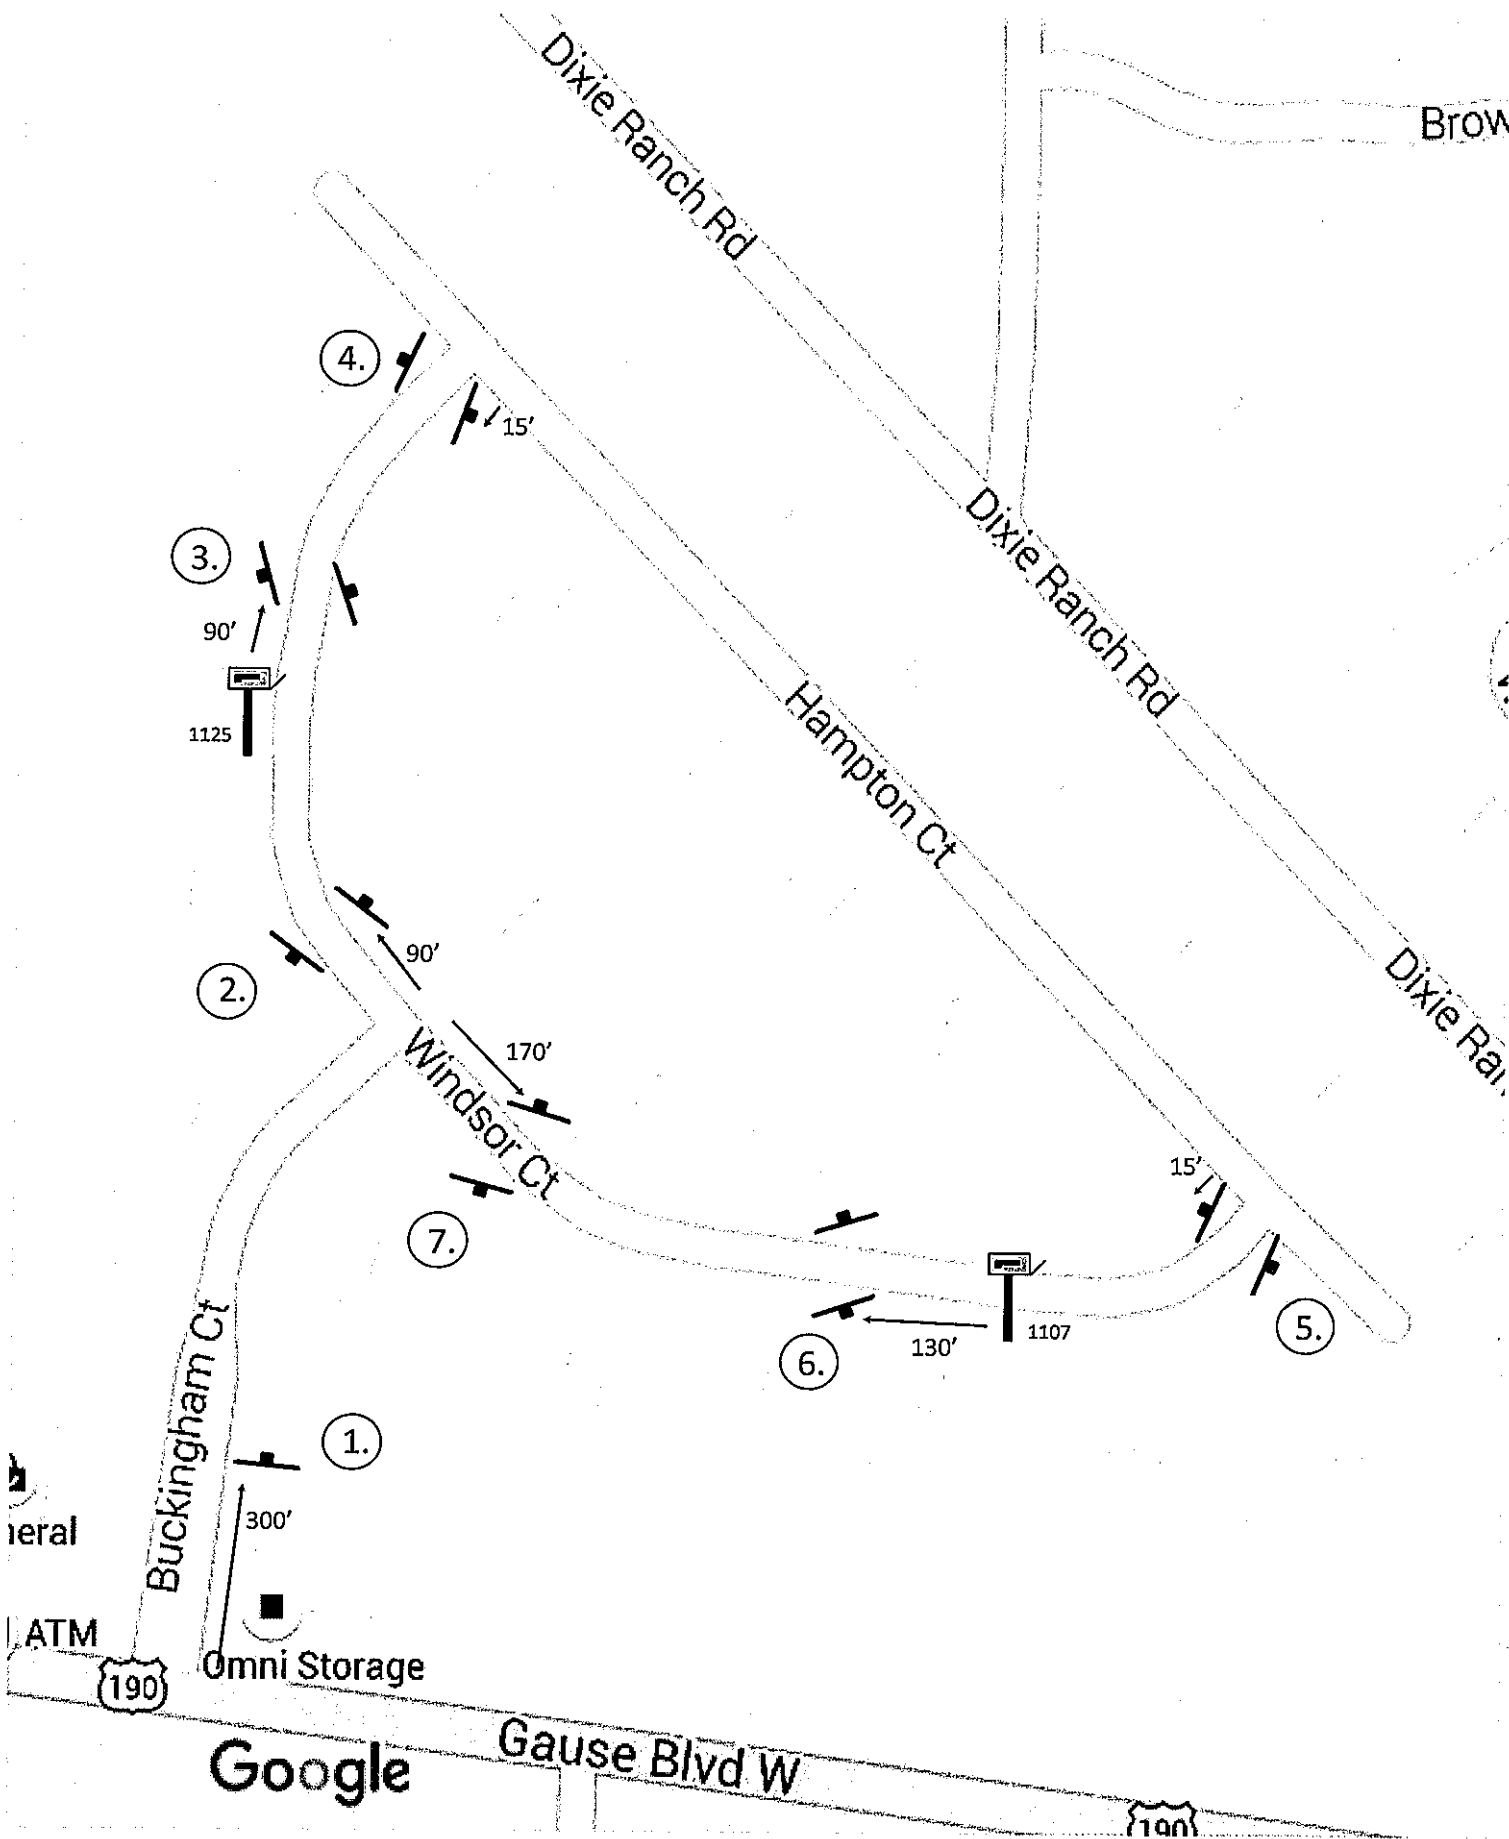 Dixie Ranch Rd
Brow
4.
15'
Dixie Ranch Rd
3.
90'
1125
Hampton Ct
90'
2.
170'
Windsor Ct
Dixie Ran
15'
7.
5.
130'
1107
6.
Buckingham Ct
1.
300'
neral
ATM
Omni Storage
190
Gause Blvd W
Google
190